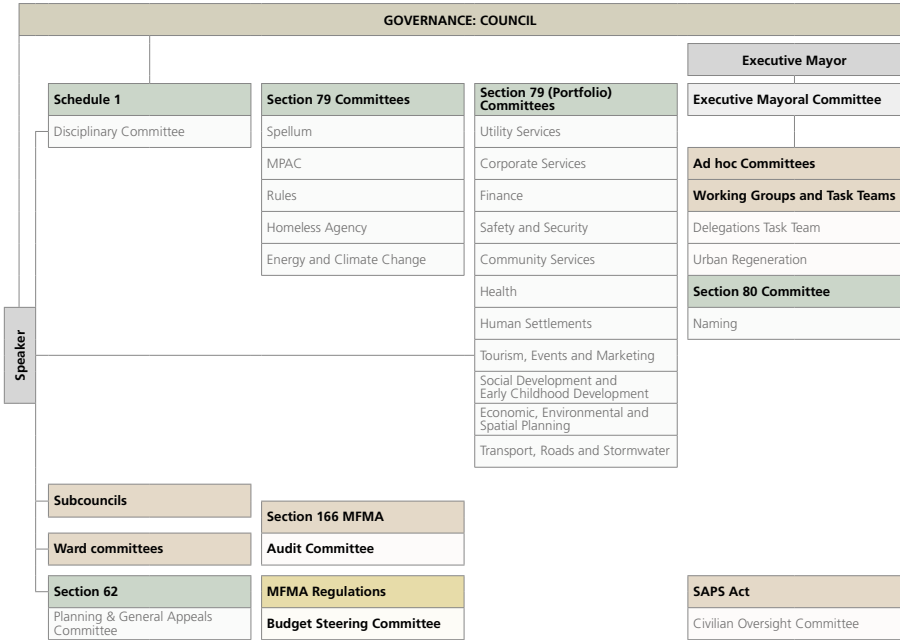 GOVERNANCE: COUNCIL
Executive Mayor
Executive Mayoral Committee
Schedule 1
Disciplinary Committee
Section 79 Committees
Spellum
MPAC
Rules
Homeless Agency
Energy and Climate Change
Section 79 (Portfolio)
Committees
Utility Services
Corporate Services
Finance
Safety and Security
Community Services
Health
Human Settlements
Tourism, Events and Marketing
Social Development and
Early Childhood Development
Economic, Environmental and
Spatial Planning
Transport, Roads and Stormwater
Ad hoc Committees
Working Groups and Task Teams
Delegations Task Team
Urban Regeneration
Section 80 Committee
Naming
Speaker
Subcouncils
Ward committees
Section 62
Planning & General Appeals
Committee
Section 166 MFMA
Audit Committee
MFMA Regulations
Budget Steering Committee
SAPS Act
Civilian Oversight Committee